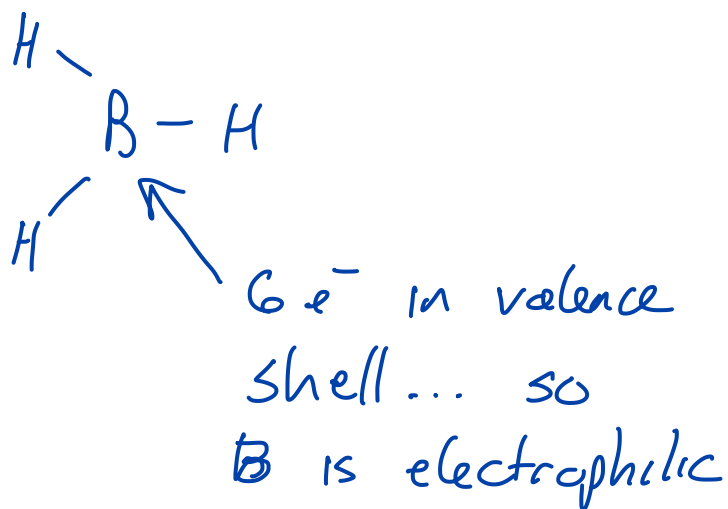 H
B – H
H
6 e⁻ in valence
shell... so
B is electrophilic